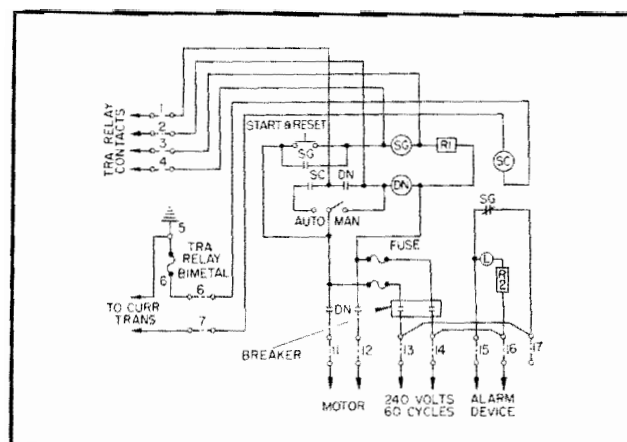 TRA RELAY
CONTACTS
1
2
3
4
START & RESET
SG
SG
R1
SC
SC
DN
DN
AUTO
MAN
SG
5
TRA
RELAY
BIMETAL
6
6
FUSE
L
R2
TO CURR
TRANS
7
DN
BREAKER
11
12
13
14
15
16
17
MOTOR
240 VOLTS
60 CYCLES
ALARM
DEVICE